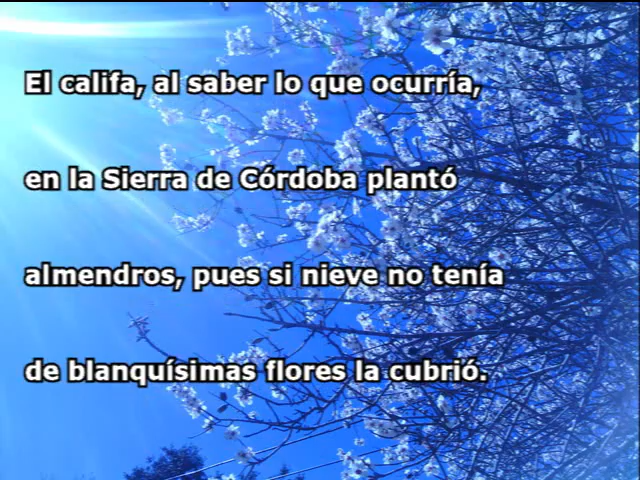 El califa, al saber lo que ocurría,
en la Sierra de Córdoba plantó
almendros, pues si nieve no tenía
de blanquísimas flores la cubrió.